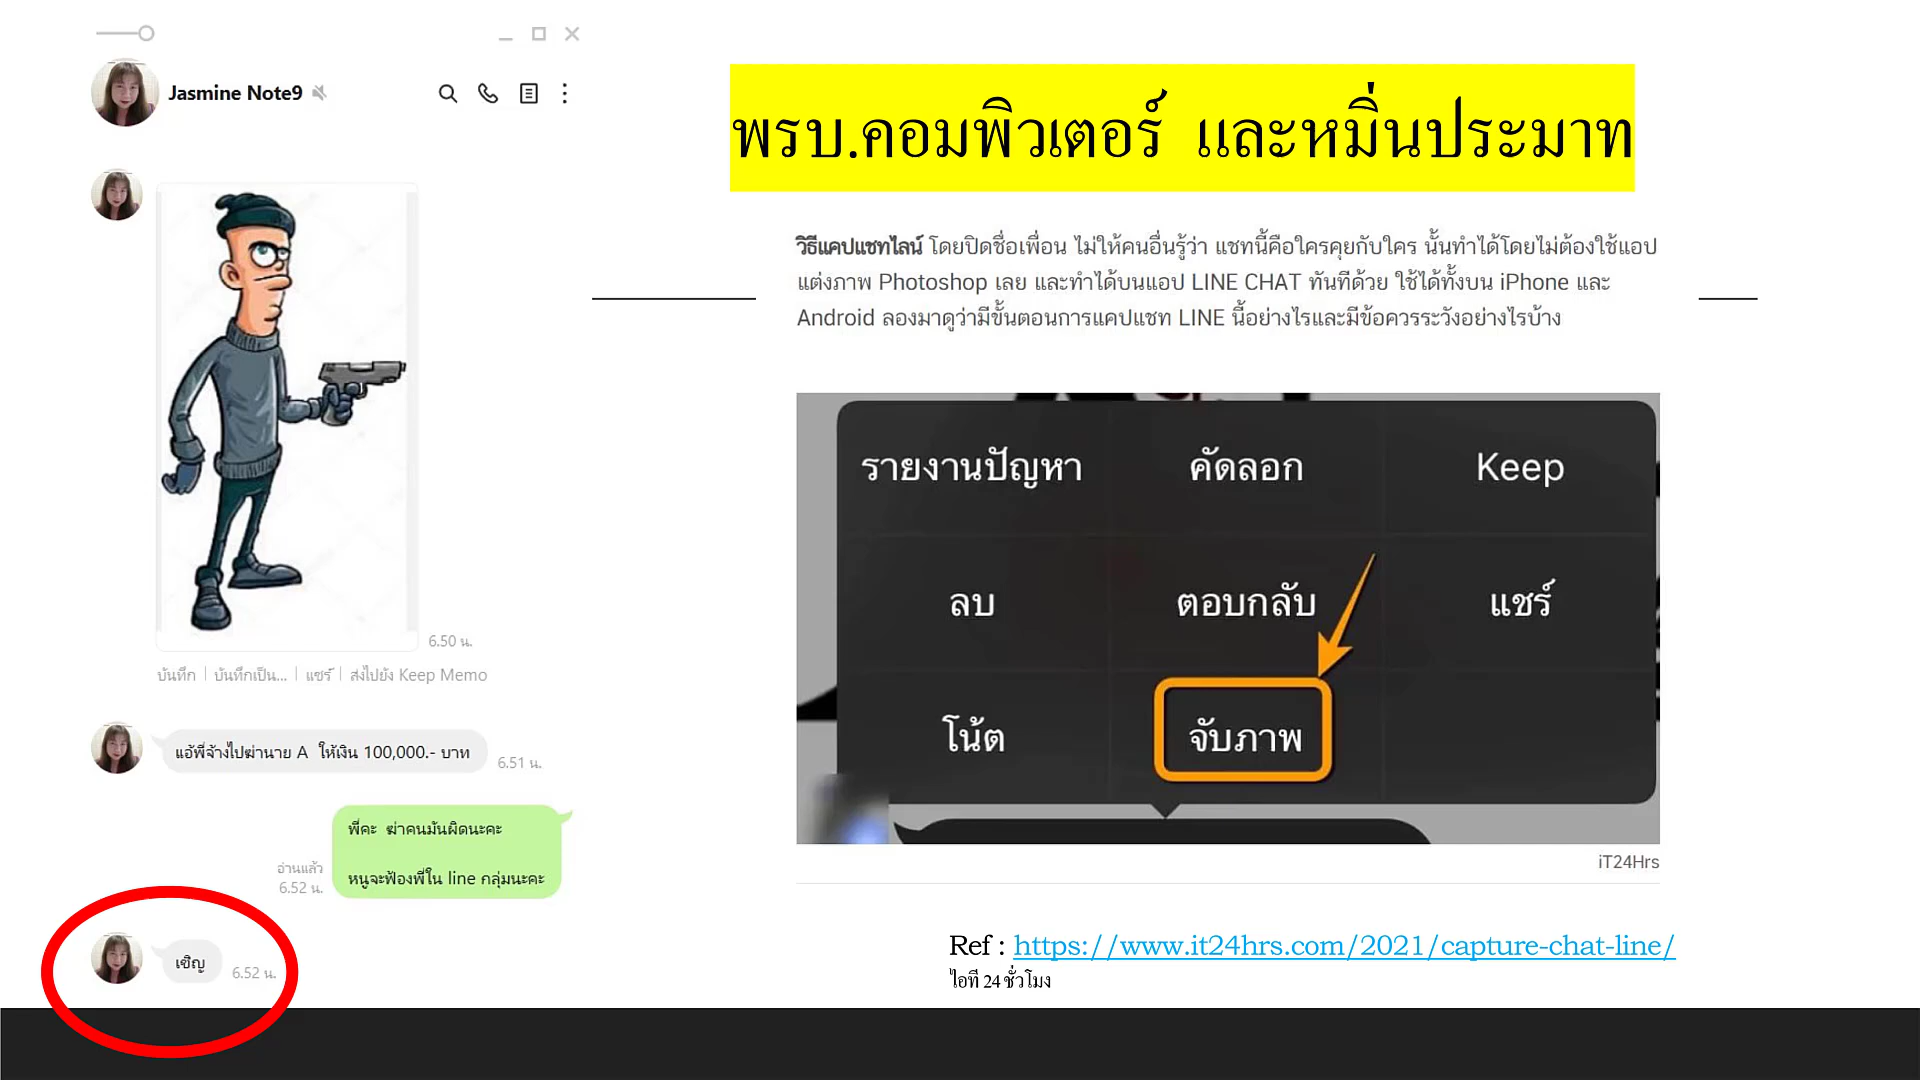 Jasmine Note9
6.50 น.
บันทึก | บันทึกเป็น... | แชร์ | ส่งไปยัง Keep Memo
แอ้พี่จ้างไปฆ่านาย A ให้เงิน 100,000.- บาท
6.51 น.
พี่คะ ฆ่าคนมันผิดนะคะ
หนูจะฟ้องพี่ใน line กลุ่มนะคะ
อ่านแล้ว
6.52 น.
เชิญ
6.52 น.
พรบ.คอมพิวเตอร์ และหมิ่นประมาท
วิธีแคปแชทไลน์ โดยปิดชื่อเพื่อน ไม่ให้คนอื่นรู้ว่า แชทนี้คือใครคุยกับใคร นั้นทำได้โดยไม่ต้องใช้แอป
แต่งภาพ Photoshop เลย และทำได้บนแอป LINE CHAT ทันทีด้วย ใช้ได้ทั้งบน iPhone และ
Android ลองมาดูว่ามีขั้นตอนการแคปแชท LINE นี้อย่างไรและมีข้อควรระวังอย่างไรบ้าง
รายงานปัญหา คัดลอก Keep
ลบ ตอบกลับ แชร์
โน้ต จับภาพ
iT24Hrs
Ref : https://www.it24hrs.com/2021/capture-chat-line/
ไอที 24 ชั่วโมง